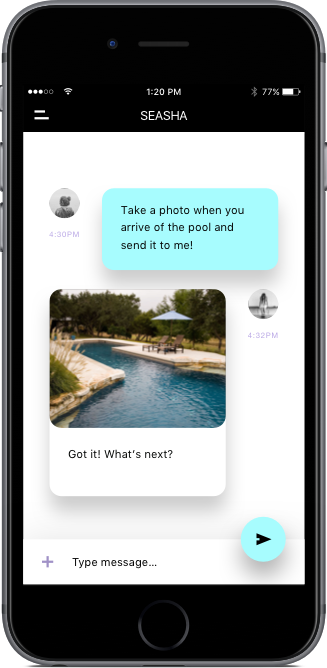 1:20 PM 77%
SEASHA
Take a photo when you
arrive of the pool and
send it to me!
4:30PM
4:32PM
Got it! What's next?
Type message...